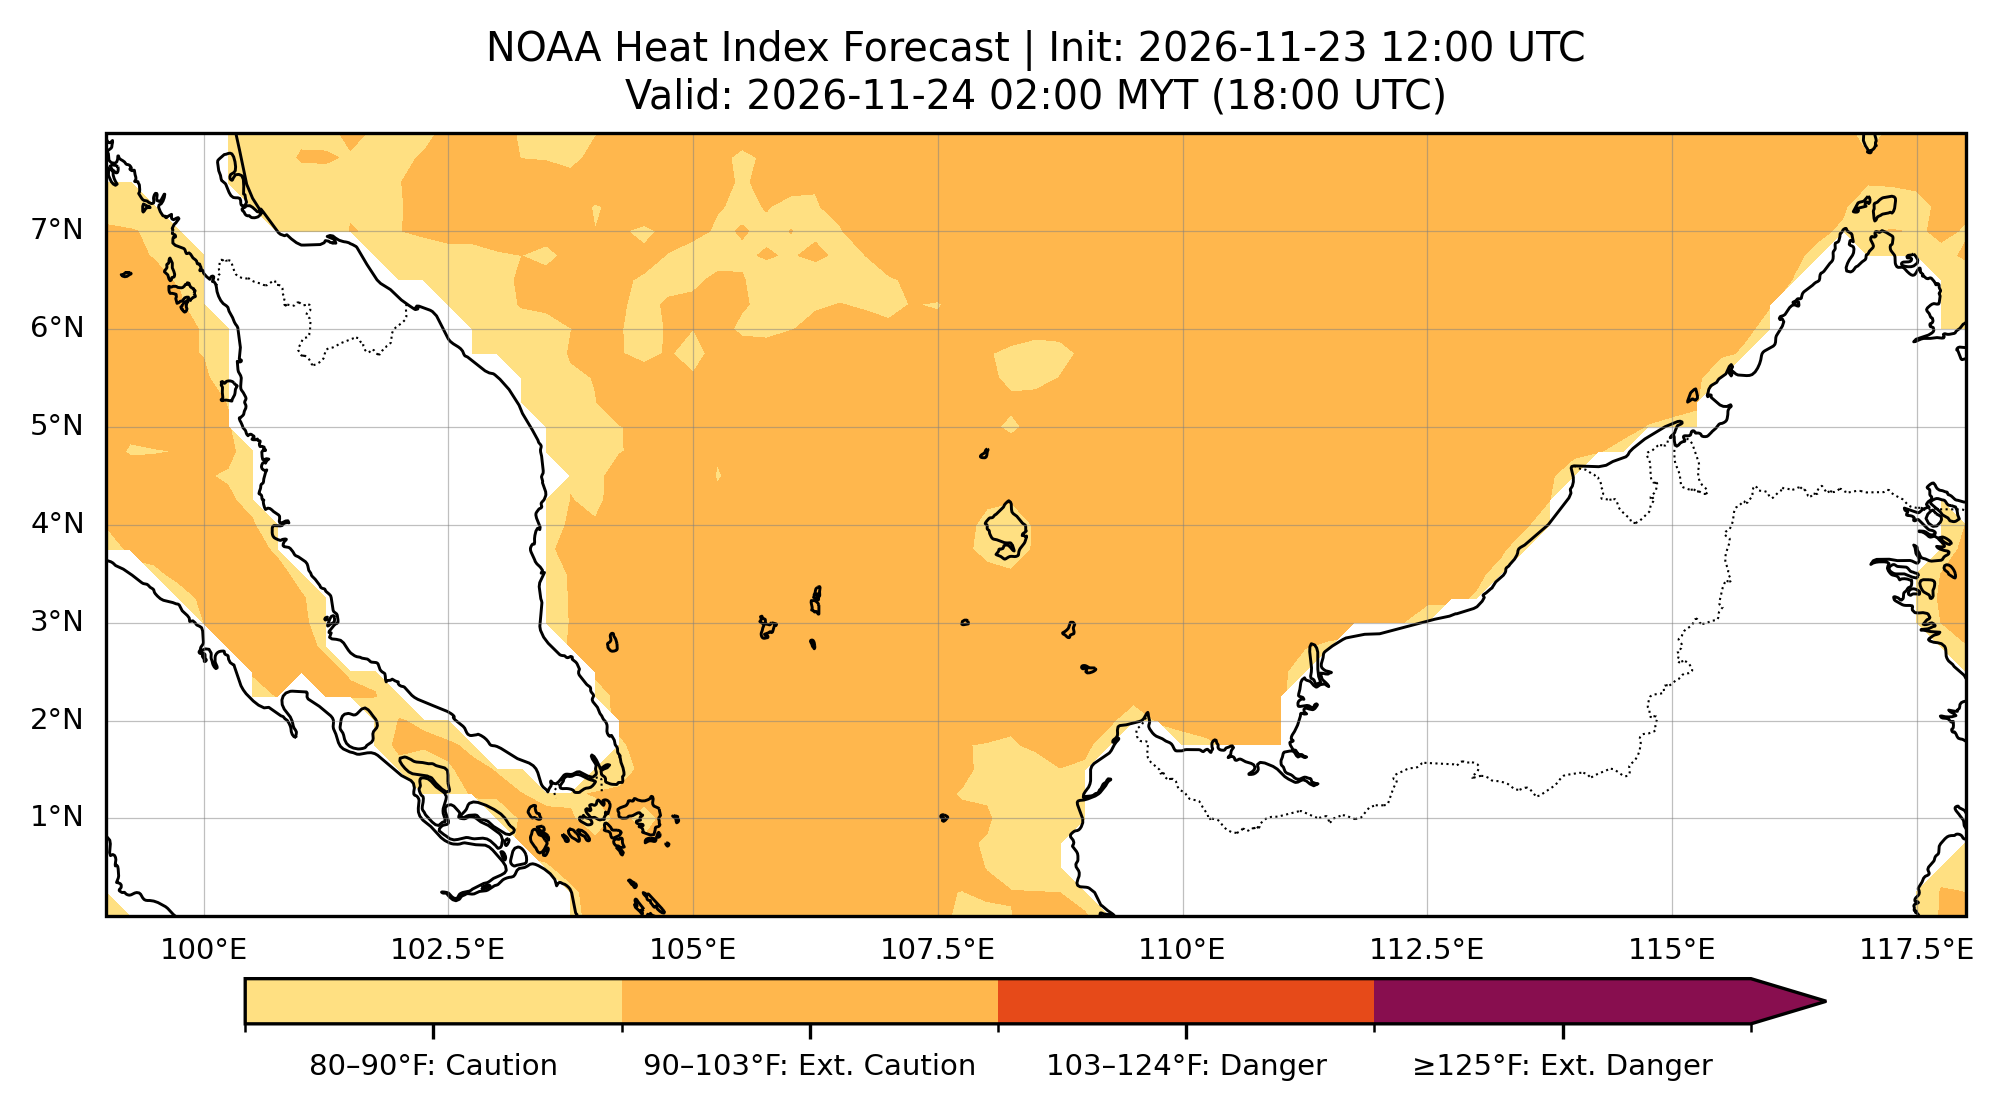 NOAA Heat Index Forecast | Init: 2026-11-23 12:00 UTC
Valid: 2026-11-24 02:00 MYT (18:00 UTC)
7°N
6°N
5°N
4°N
3°N
2°N
1°N
100°E 102.5°E 105°E 107.5°E 110°E 112.5°E 115°E 117.5°E
80–90°F: Caution 90–103°F: Ext. Caution 103–124°F: Danger ≥125°F: Ext. Danger